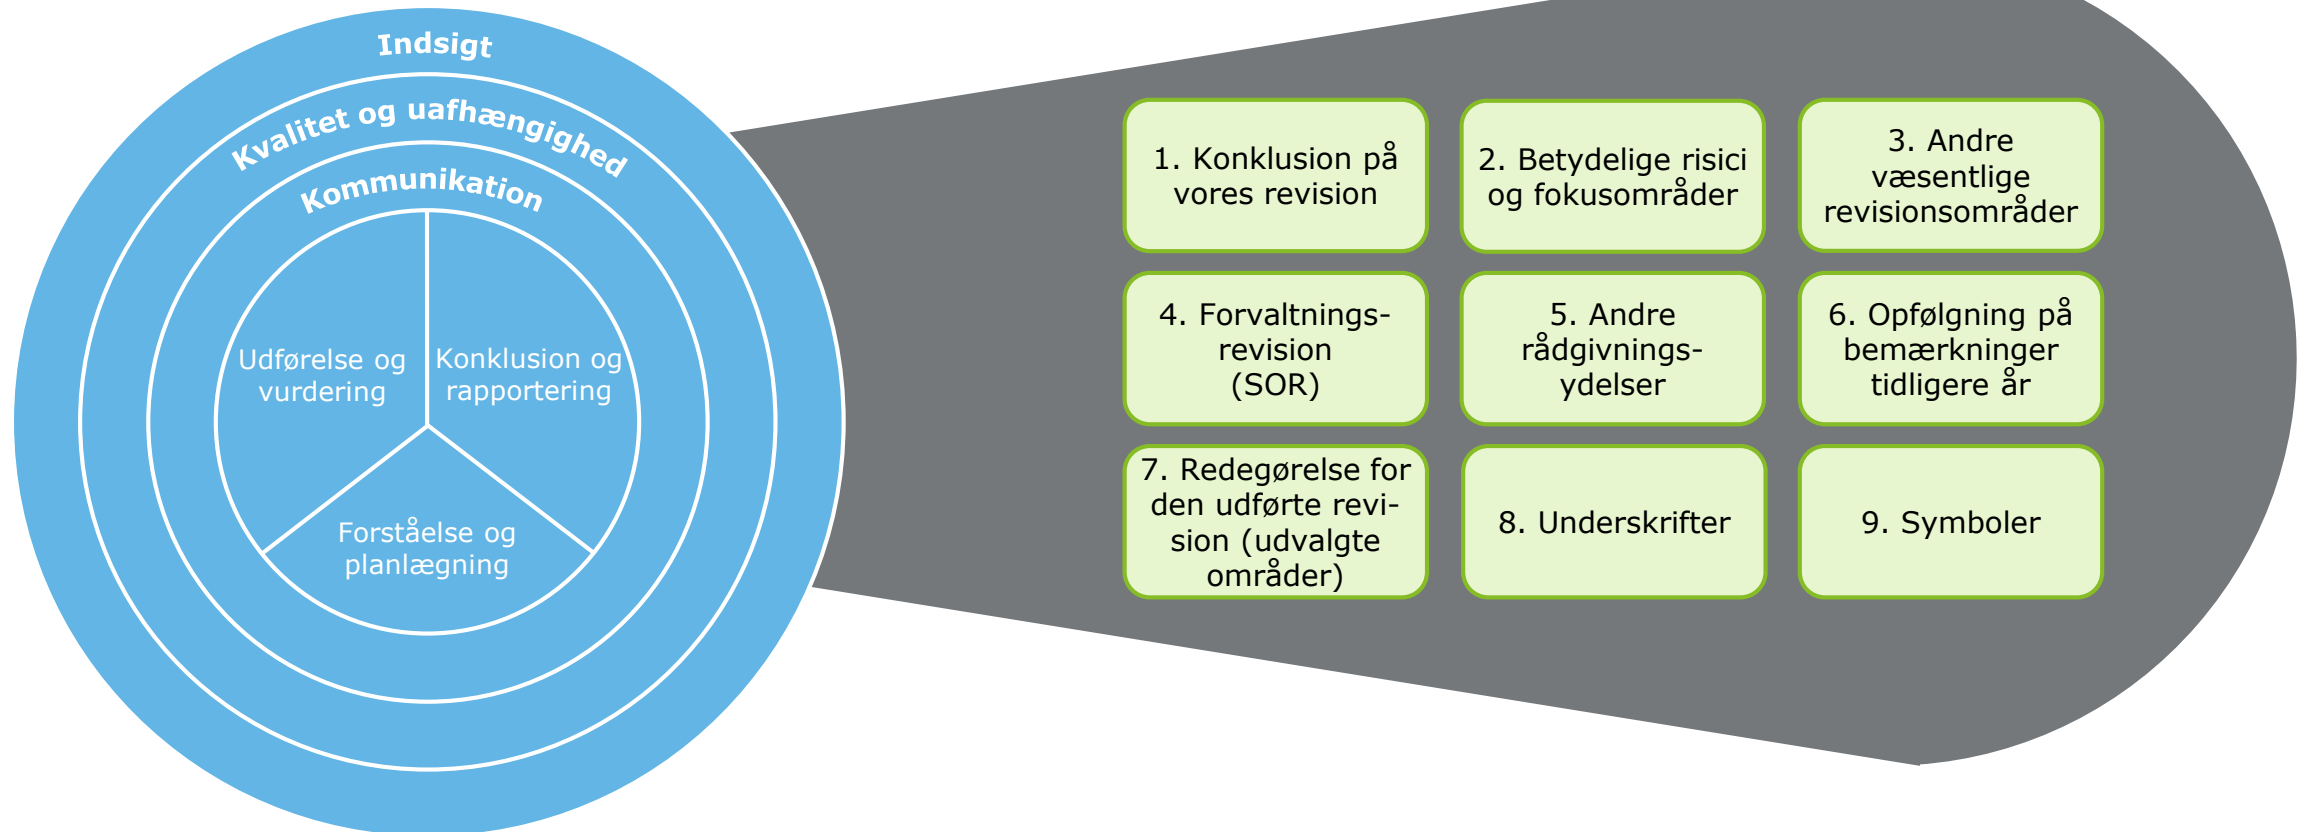 Indsigt
Kvalitet og uafhængighed
Kommunikation
Udførelse og
vurdering
Konklusion og
rapportering
Forståelse og
planlægning
1. Konklusion på
vores revision
2. Betydelige risici
og fokusområder
3. Andre
væsentlige
revisionsområder
4. Forvaltnings-
revision
(SOR)
5. Andre
rådgivnings-
ydelser
6. Opfølgning på
bemærkninger
tidligere år
7. Redegørelse for
den udførte revi-
sion (udvalgte
områder)
8. Underskrifter
9. Symboler